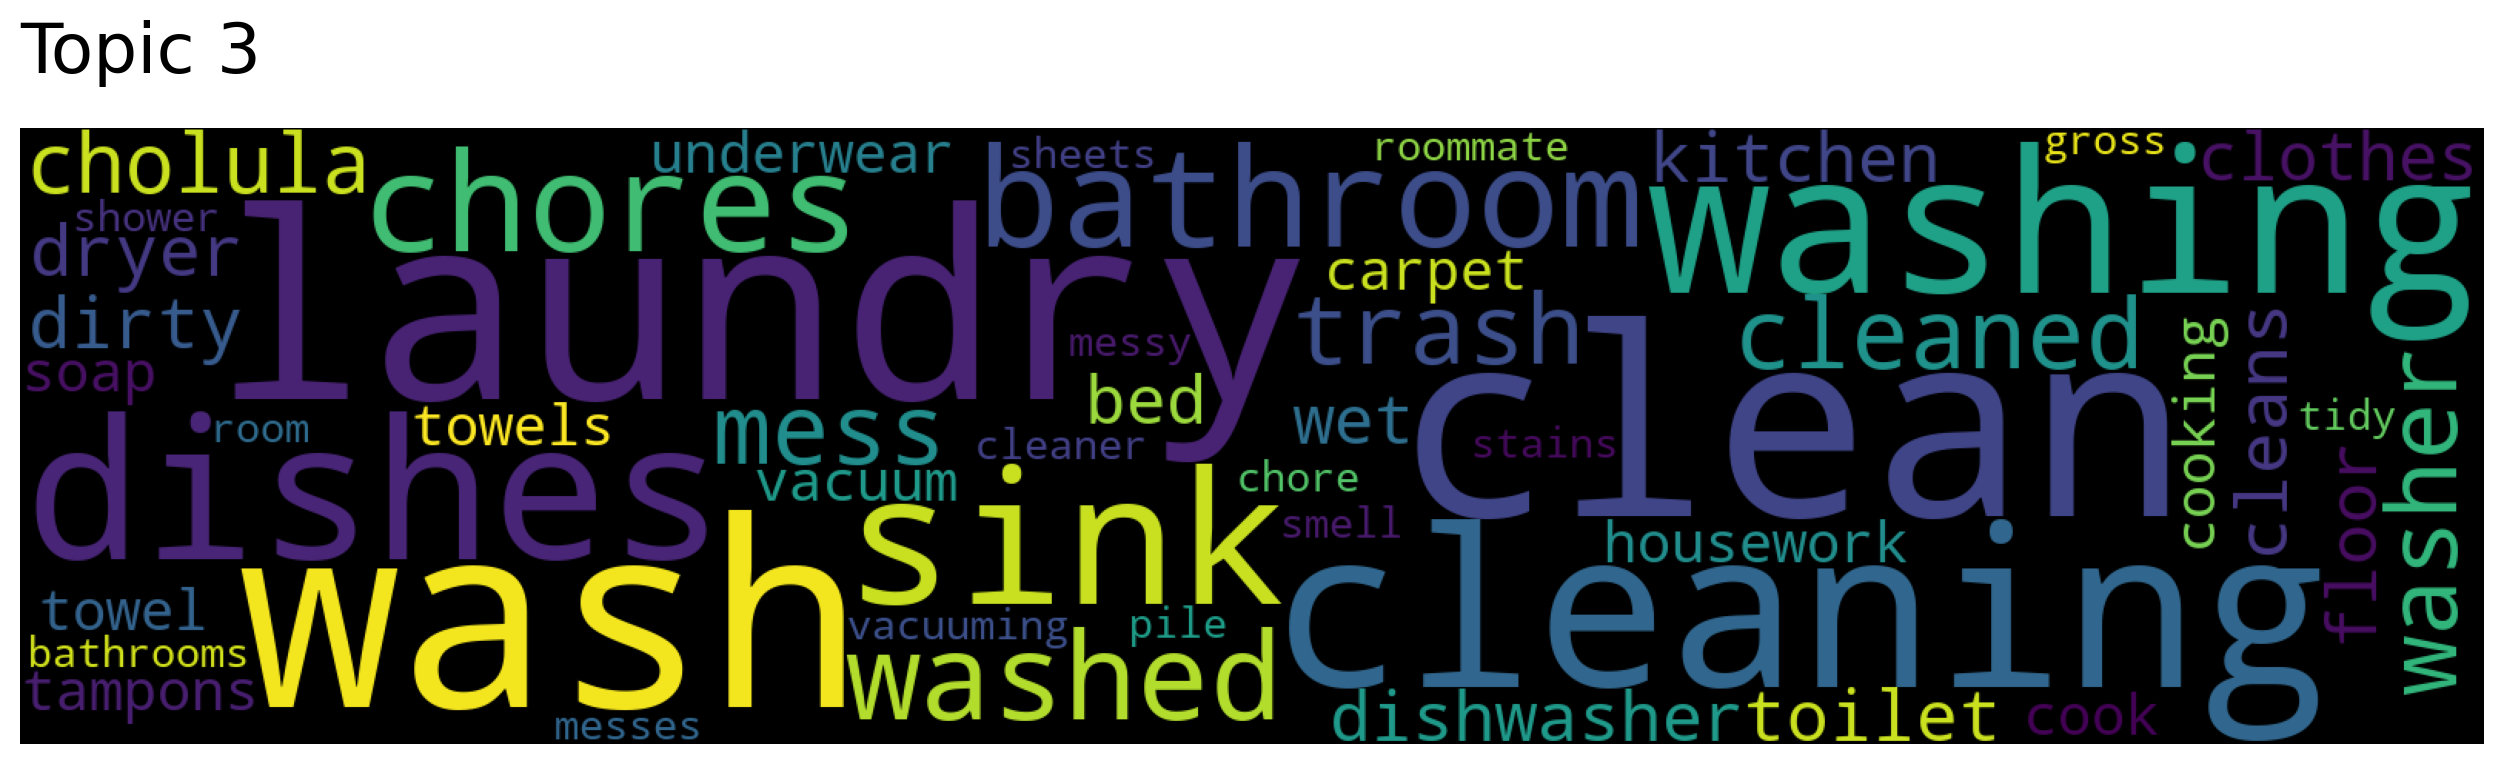 Topic 3
cholula
underwear
sheets
roommate
kitchen
gross
clothes
chores
bathroom
washing
shower
dryer
laundry
carpet
dirty
trash
cleaned
soap
messy
bed
clean
cooking
cleans
tidy
washer
dishes
room
towels
mess
cleaner
wet
stains
vacuum
sink
chore
smell
floor
wash
housework
cleaning
towel
vacuuming
pile
bathrooms
washed
tampons
messes
dishwasher
toilet
cook